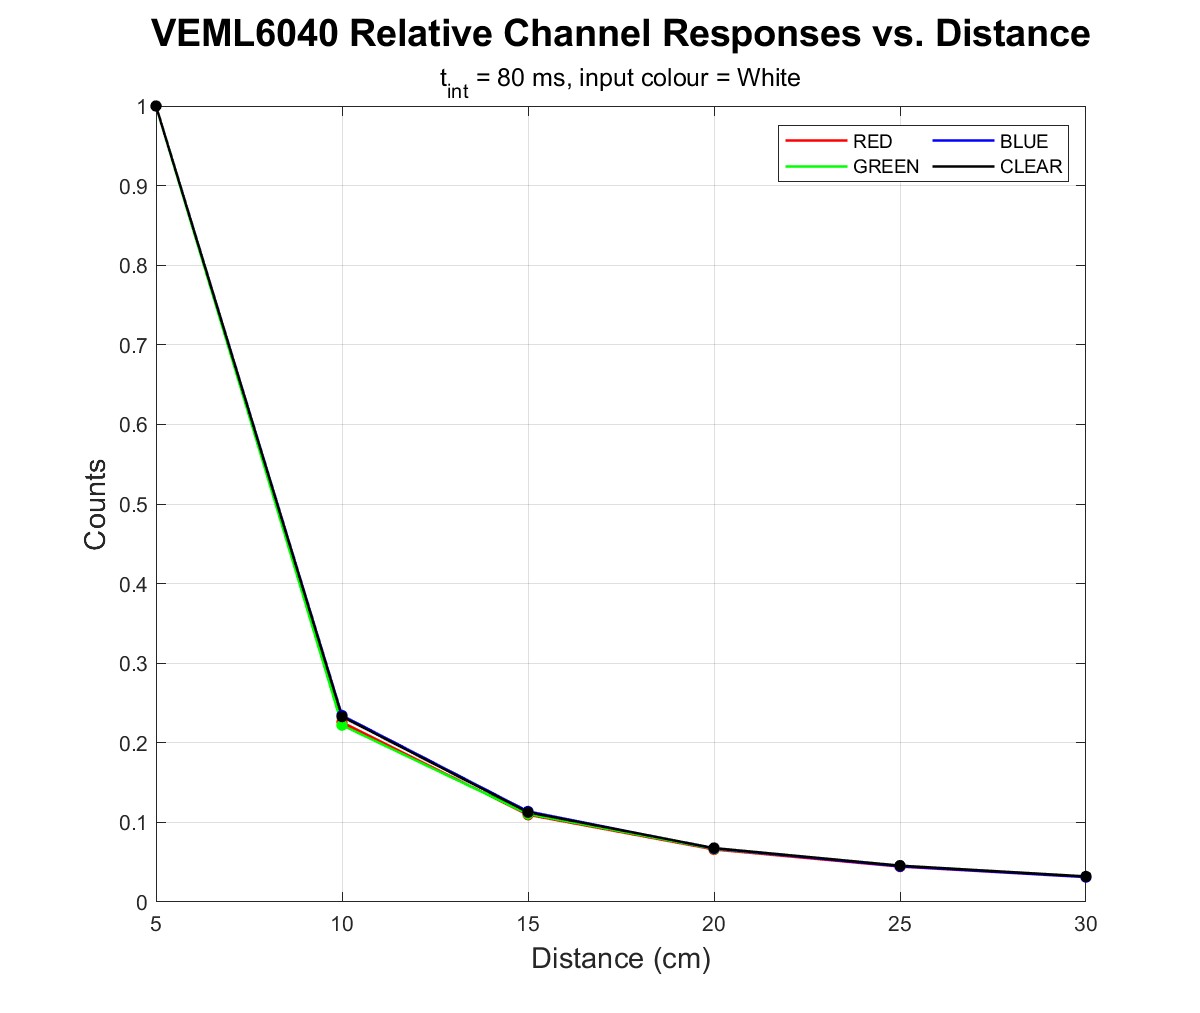 VEML6040 Relative Channel Responses vs. Distance
t_int = 80 ms, input colour = White
RED BLUE
GREEN CLEAR
1
0.9
0.8
0.7
0.6
0.5
0.4
0.3
0.2
0.1
0
Counts
5 10 15 20 25 30
Distance (cm)